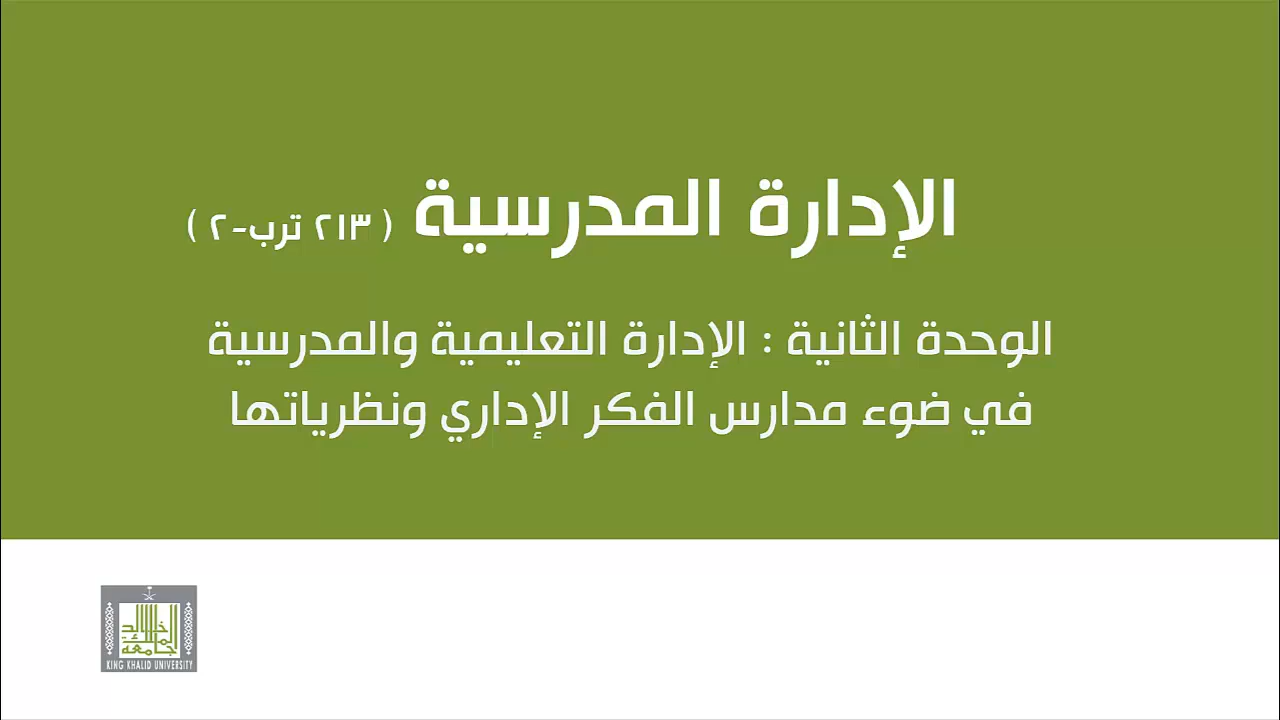 الإدارة المدرسية ( ٢١٣ ترب-٢ )
الوحدة الثانية : الإدارة التعليمية والمدرسية
في ضوء مدارس الفكر الإداري ونظرياتها
جامعة الملك خالد
KING KHALID UNIVERSITY